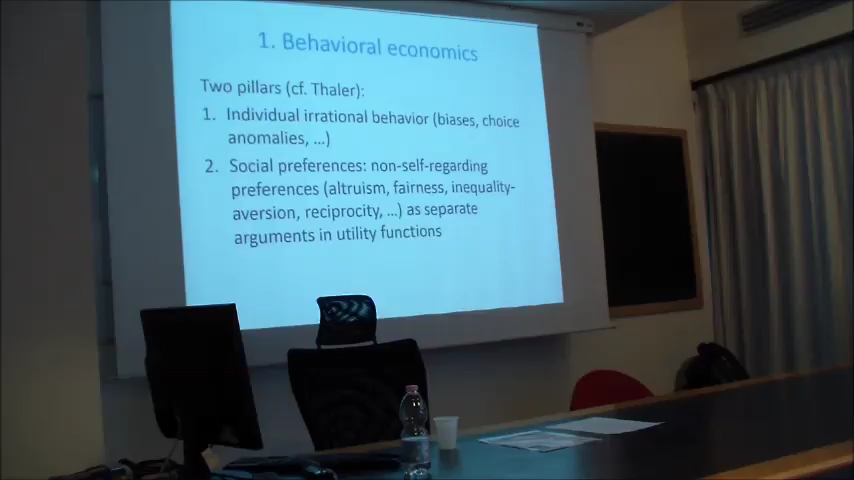 1. Behavioral economics
Two pillars (cf. Thaler):
1. Individual irrational behavior (biases, choice
anomalies, ...)
2. Social preferences: non-self-regarding
preferences (altruism, fairness, inequality-
aversion, reciprocity, ...) as separate
arguments in utility functions